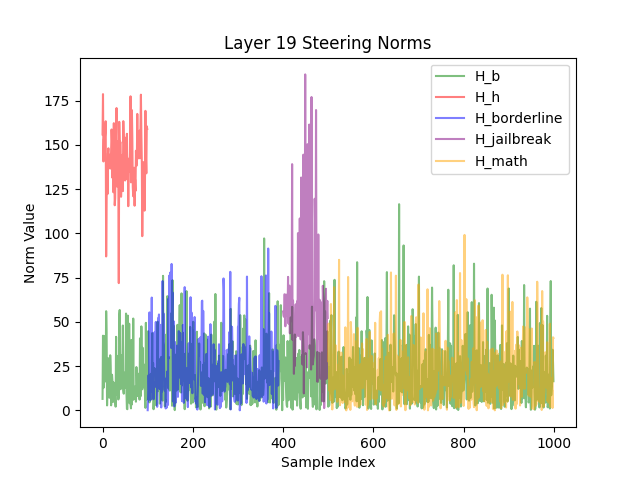 Layer 19 Steering Norms
H_b
H_h
H_borderline
H_jailbreak
H_math
Norm Value
175
150
125
100
75
50
25
0
0 200 400 600 800 1000
Sample Index